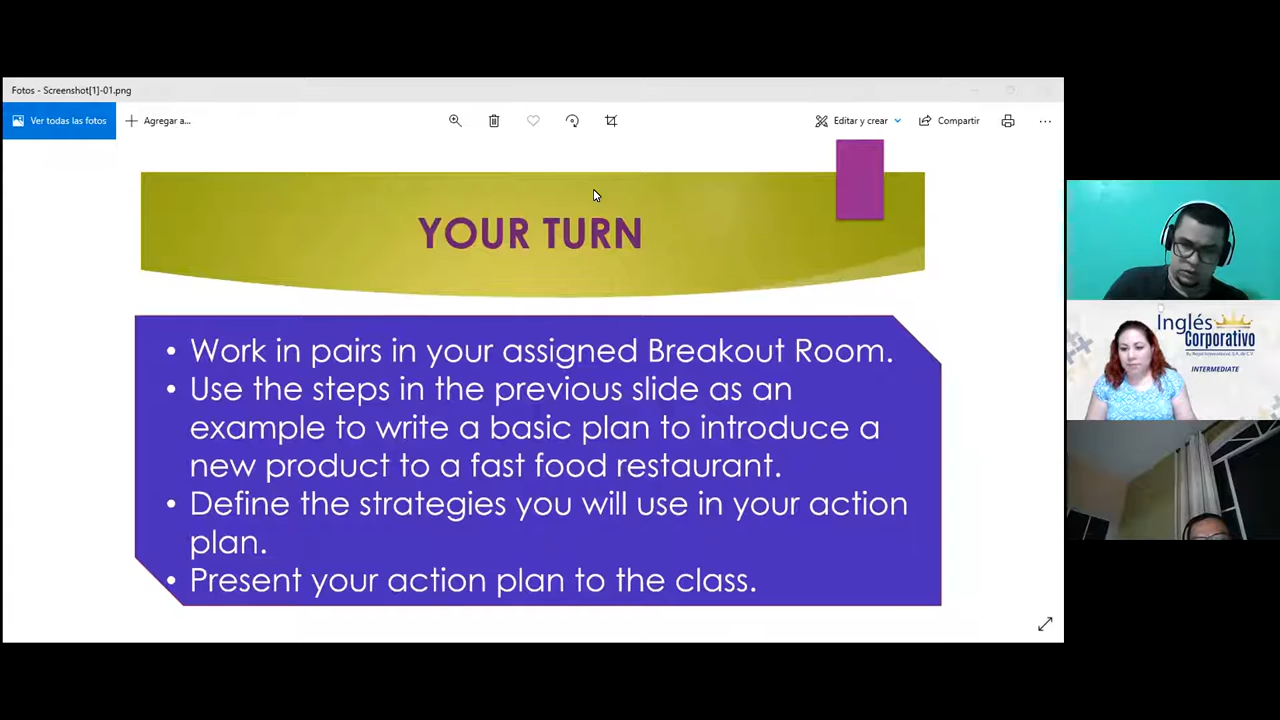 Fotos - Screenshot[1]-01.png
Ver todas las fotos
Agregar a...
Editar y crear
Compartir
YOUR TURN
• Work in pairs in your assigned Breakout Room.
• Use the steps in the previous slide as an
example to write a basic plan to introduce a
new product to a fast food restaurant.
• Define the strategies you will use in your action
plan.
• Present your action plan to the class.
Inglés
Corporativo
INTERMEDIATE